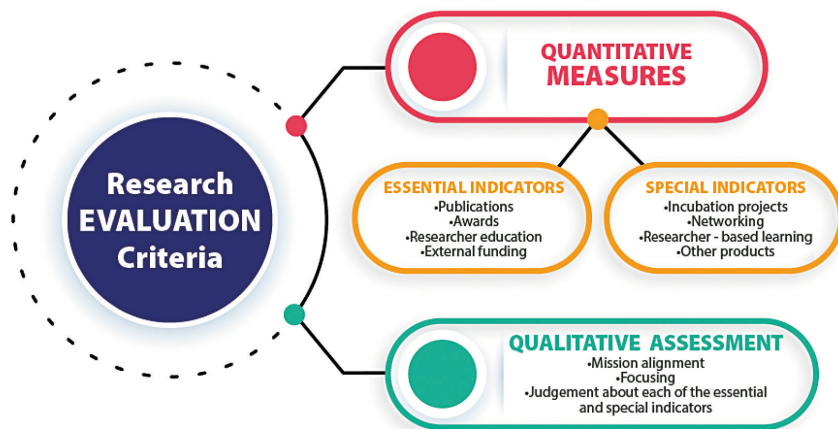 Research
EVALUATION
Criteria
QUANTITATIVE
MEASURES
ESSENTIAL INDICATORS
•Publications
•Awards
•Researcher education
•External funding
SPECIAL INDICATORS
•Incubation projects
•Networking
•Researcher - based learning
•Other products
QUALITATIVE ASSESSMENT
•Mission alignment
•Focusing
•Judgement about each of the essential
and special indicators